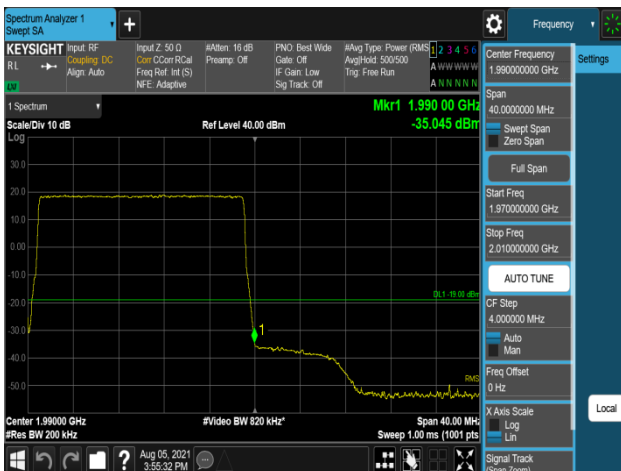 Spectrum Analyzer 1
Swept SA
Frequency
KEYSIGHT
RL
LV
Input: RF
Coupling: DC
Align: Auto
Input Z: 50 Ω
Corr CCorr RCal
Freq Ref: Int (S)
NFE: Adaptive
#Atten: 16 dB
Preamp: Off
PNO: Best Wide
Gate: Off
IF Gain: Low
Sig Track: Off
#Avg Type: Power (RMS
Avg|Hold: 500/500
Trig: Free Run
1 2 3 4 5 6
A W W W W W
A N N N N N
1 Spectrum
Scale/Div 10 dB
Log
Ref Level 40.00 dBm
Mkr1 1.990 00 GHz
-35.045 dBm
30.0
20.0
10.0
0.00
-10.0
-20.0
-30.0
-40.0
-50.0
DL1 -19.00 dBm
1
RMS
Center 1.99000 GHz
#Res BW 200 kHz
#Video BW 820 kHz*
Span 40.00 MHz
Sweep 1.00 ms (1001 pts
Aug 05, 2021
3:55:32 PM
Center Frequency
1.990000000 GHz
Span
40.0000000 MHz
Swept Span
Zero Span
Full Span
Start Freq
1.970000000 GHz
Stop Freq
2.010000000 GHz
AUTO TUNE
CF Step
4.000000 MHz
Auto
Man
Freq Offset
0 Hz
X Axis Scale
Log
Lin
Signal Track
(Span Zoom)
Settings
Local